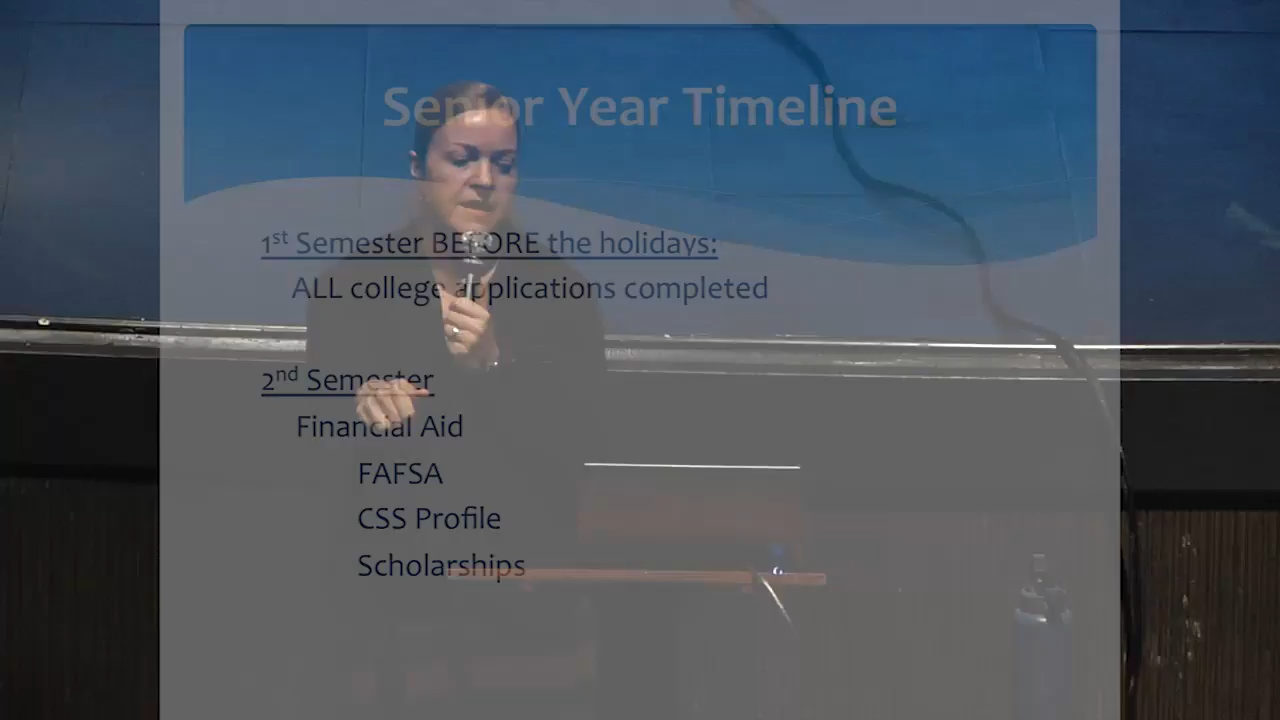 Senior Year Timeline
1st Semester BEFORE the holidays:
ALL college applications completed
2nd Semester
Financial Aid
FAFSA
CSS Profile
Scholarships